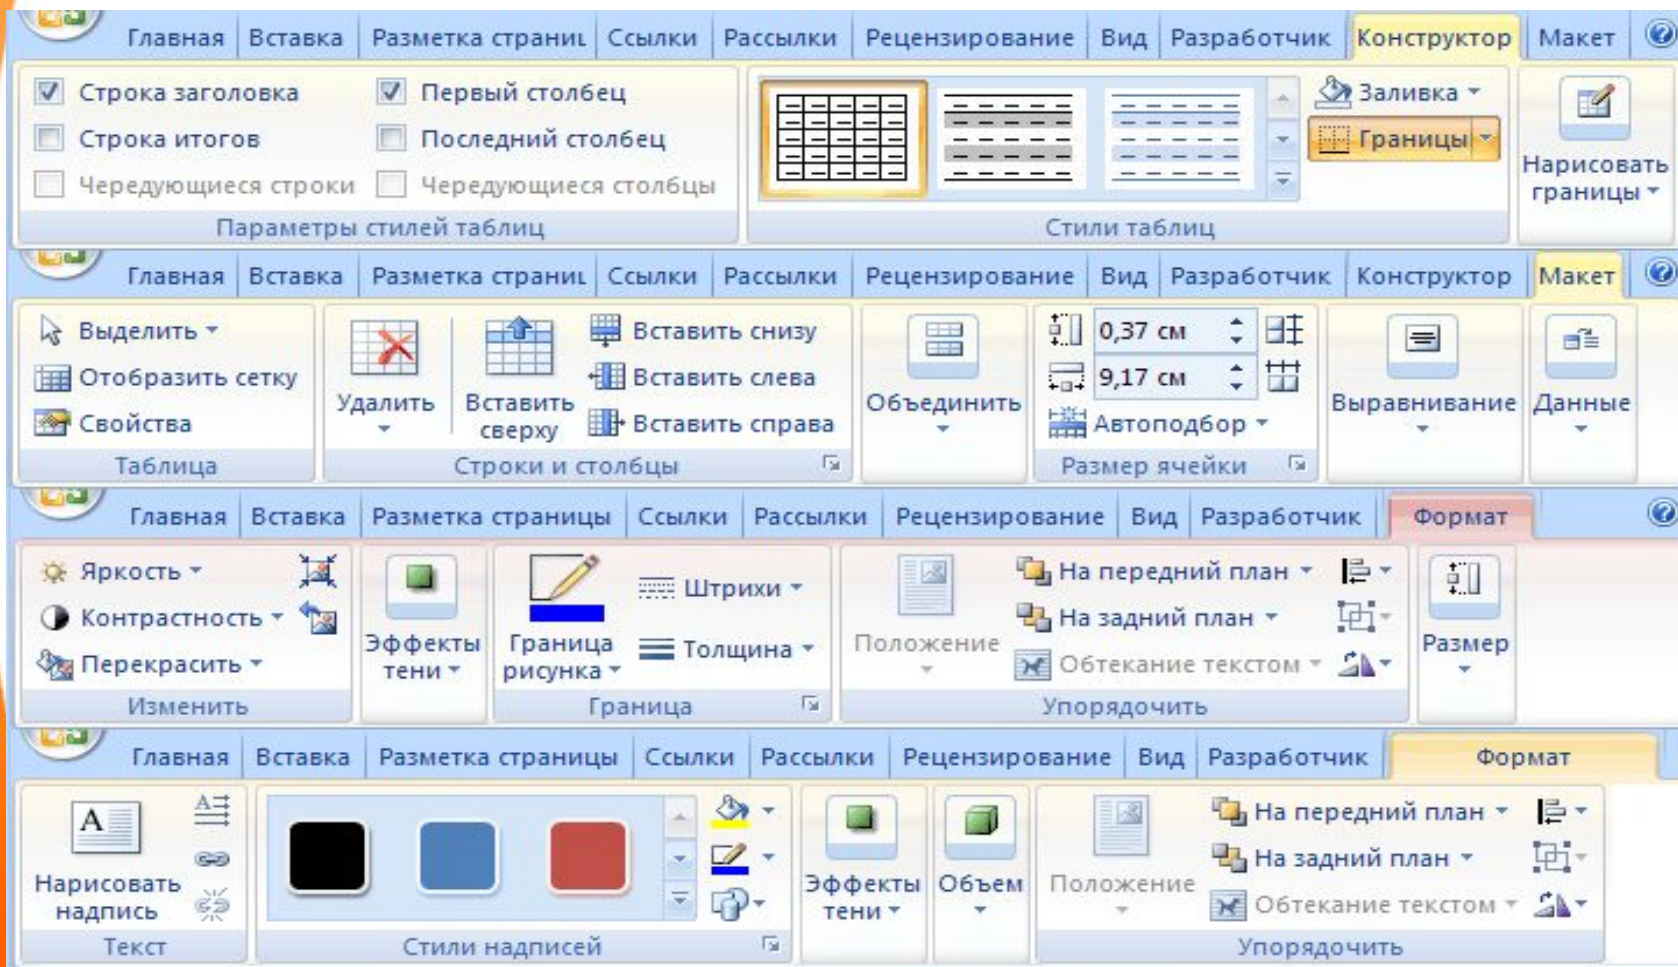 Главная Вставка Разметка страниц Ссылки Рассылки Рецензирование Вид Разработчик Конструктор Макет
Строка заголовка Первый столбец Заливка
Строка итогов Последний столбец Границы
Чередующиеся строки Чередующиеся столбцы
Нарисовать границы
Параметры стилей таблиц Стили таблиц
Главная Вставка Разметка страниц Ссылки Рассылки Рецензирование Вид Разработчик Конструктор Макет
Выделить Вставить снизу 0,37 см
Отобразить сетку Вставить слева 9,17 см
Удалить Вставить сверху Объединить Выравнивание Данные
Свойства Вставить справа Автоподбор
Таблица Строки и столбцы Размер ячейки
Главная Вставка Разметка страницы Ссылки Рассылки Рецензирование Вид Разработчик Формат
Яркость Штрихи На передний план
Контрастность На задний план
Эффекты тени Граница рисунка Толщина Положение Размер
Перекрасить Обтекание текстом
Изменить Граница Упорядочить
Главная Вставка Разметка страницы Ссылки Рассылки Рецензирование Вид Разработчик Формат
A A На передний план
На задний план
Нарисовать надпись Эффекты тени Объем Положение
Обтекание текстом
Текст Стили надписей Упорядочить